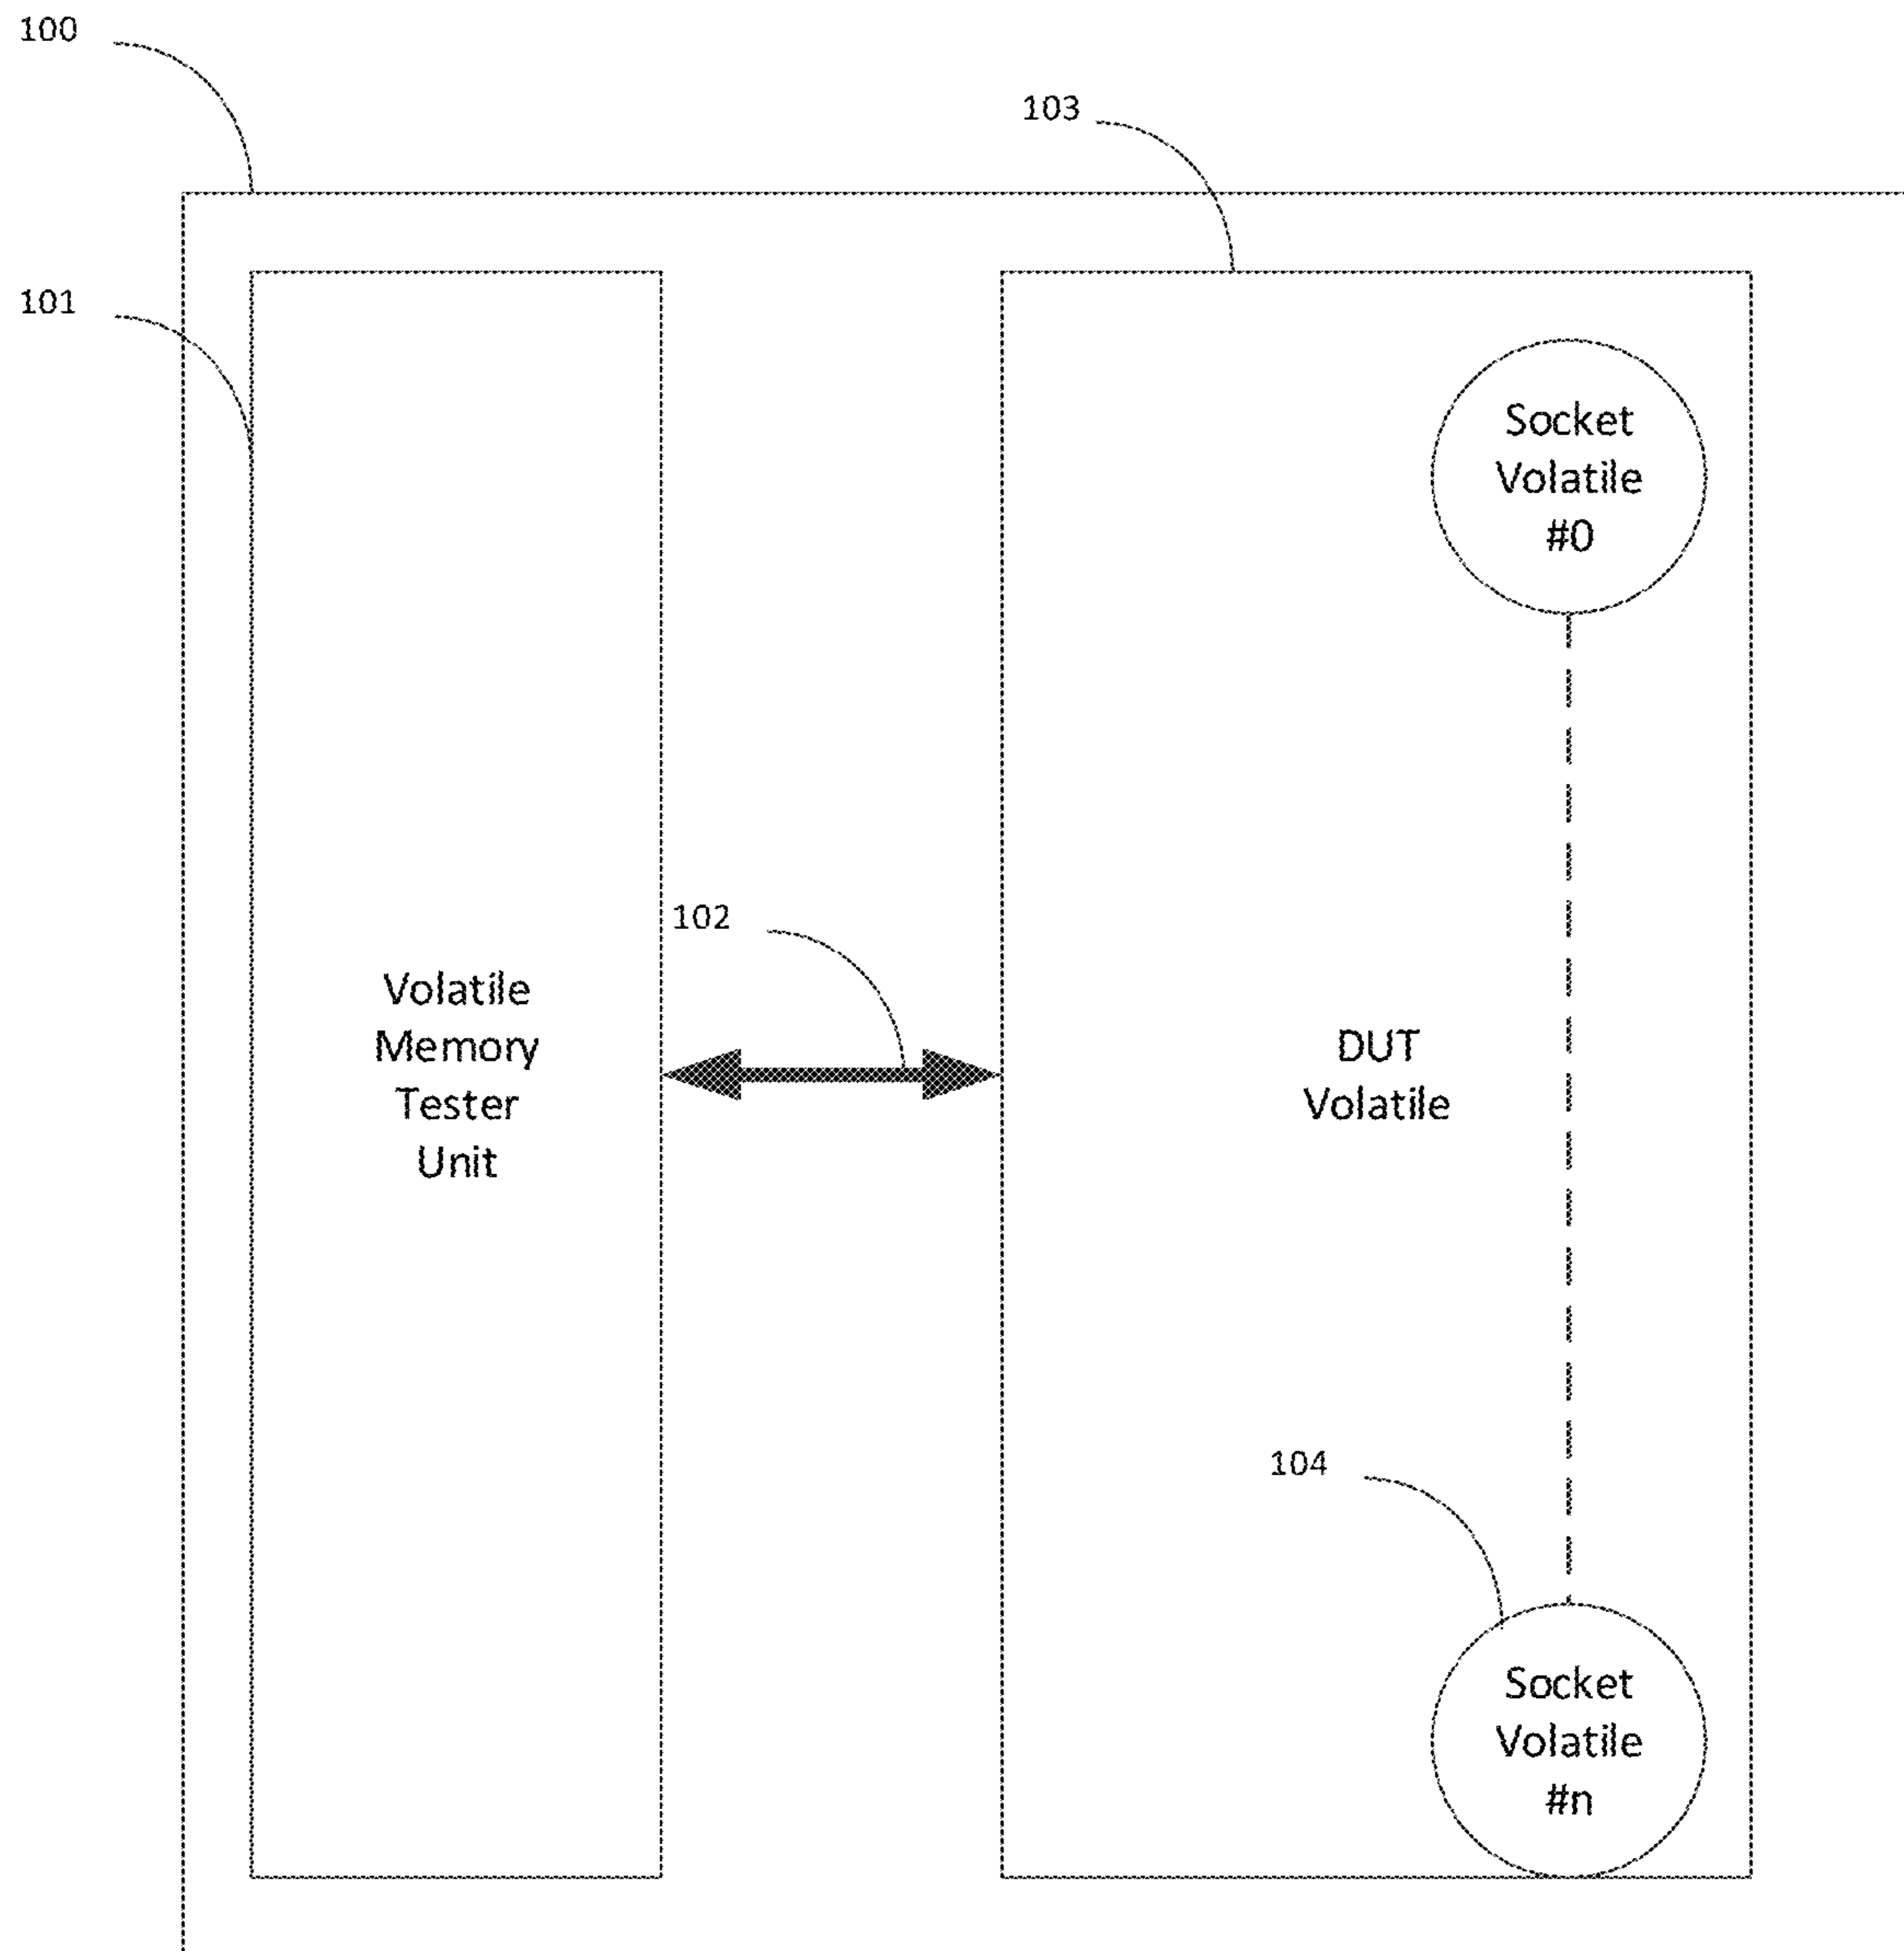 100
103
101
Socket
Volatile
#0
102
Volatile
Memory
Tester
Unit
DUT
Volatile
104
Socket
Volatile
#n